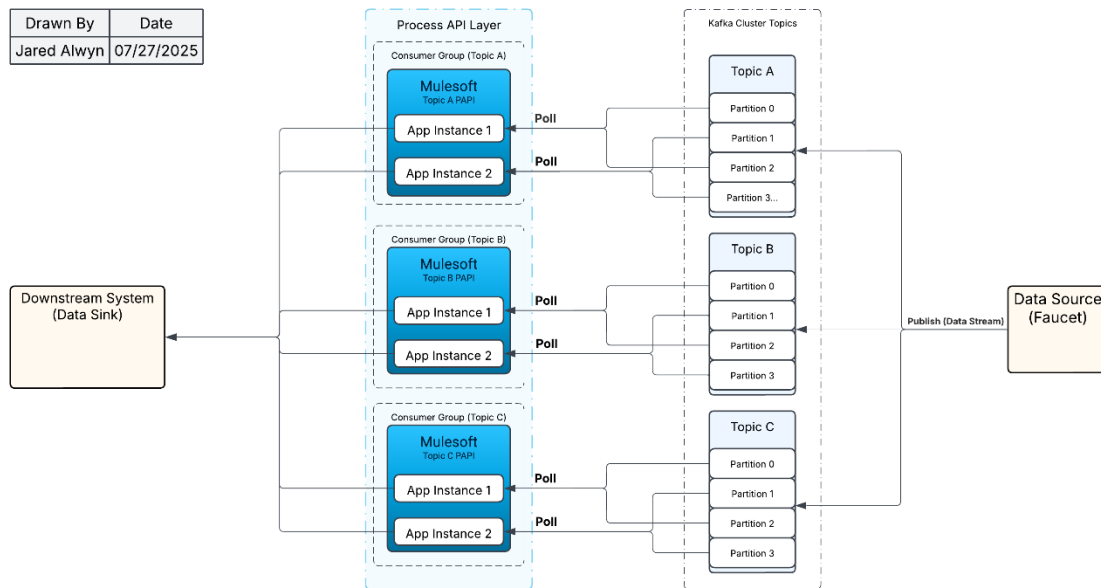 Drawn By Date
Jared Alwyn 07/27/2025
Process API Layer
Consumer Group (Topic A)
Mulesoft
Topic A PAPI
App Instance 1
App Instance 2
Poll
Poll
Consumer Group (Topic B)
Mulesoft
Topic B PAPI
App Instance 1
App Instance 2
Poll
Poll
Consumer Group (Topic C)
Mulesoft
Topic C PAPI
App Instance 1
App Instance 2
Poll
Poll
Kafka Cluster Topics
Topic A
Partition 0
Partition 1
Partition 2
Partition 3...
Topic B
Partition 0
Partition 1
Partition 2
Partition 3
Topic C
Partition 0
Partition 1
Partition 2
Partition 3
Downstream System
(Data Sink)
Publish (Data Stream)
Data Source
(Faucet)